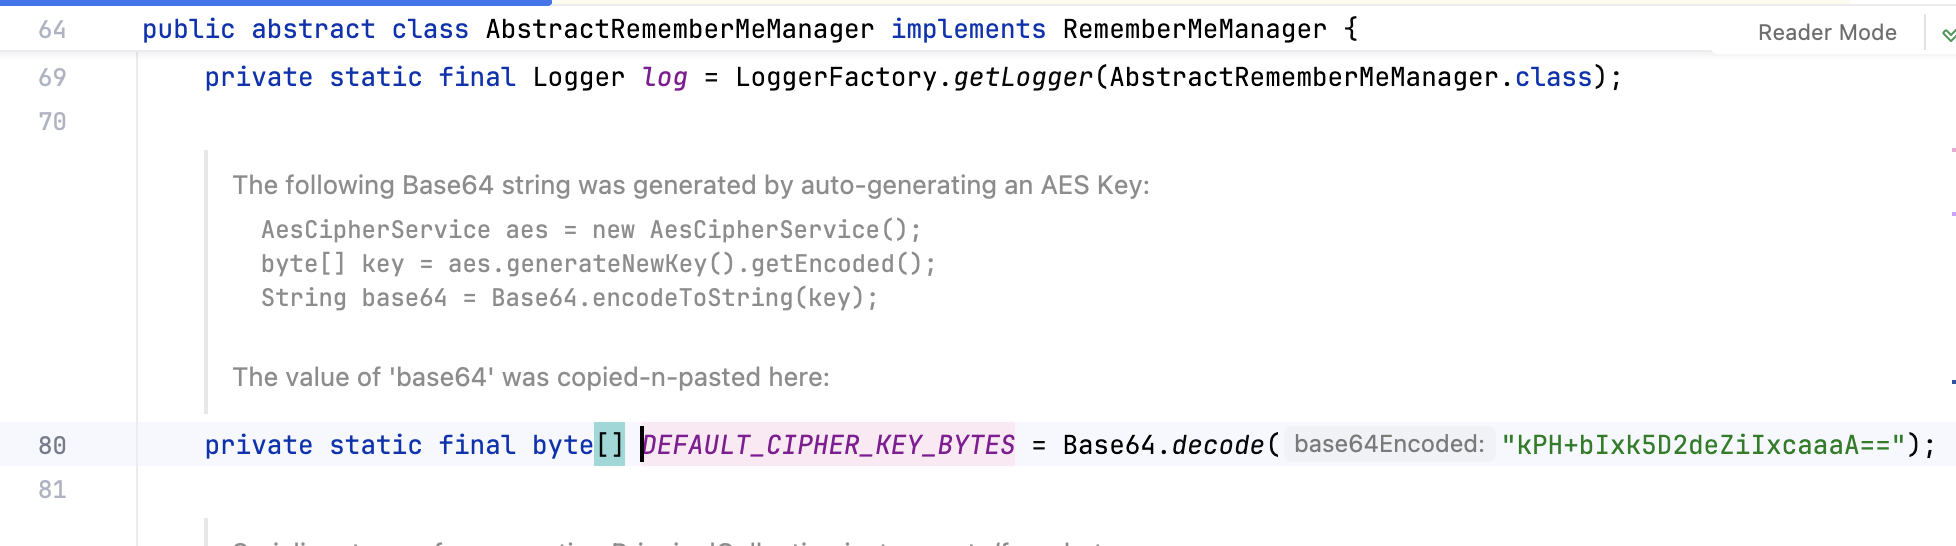 64 public abstract class AbstractRememberMeManager implements RememberMeManager {
Reader Mode
69 private static final Logger log = LoggerFactory.getLogger(AbstractRememberMeManager.class);
70
The following Base64 string was generated by auto-generating an AES Key:
AesCipherService aes = new AesCipherService();
byte[] key = aes.generateNewKey().getEncoded();
String base64 = Base64.encodeToString(key);
The value of 'base64' was copied-n-pasted here:
80 private static final byte[] DEFAULT_CIPHER_KEY_BYTES = Base64.decode( base64Encoded: "kPH+bIxk5D2deZiIxcaaaA==");
81